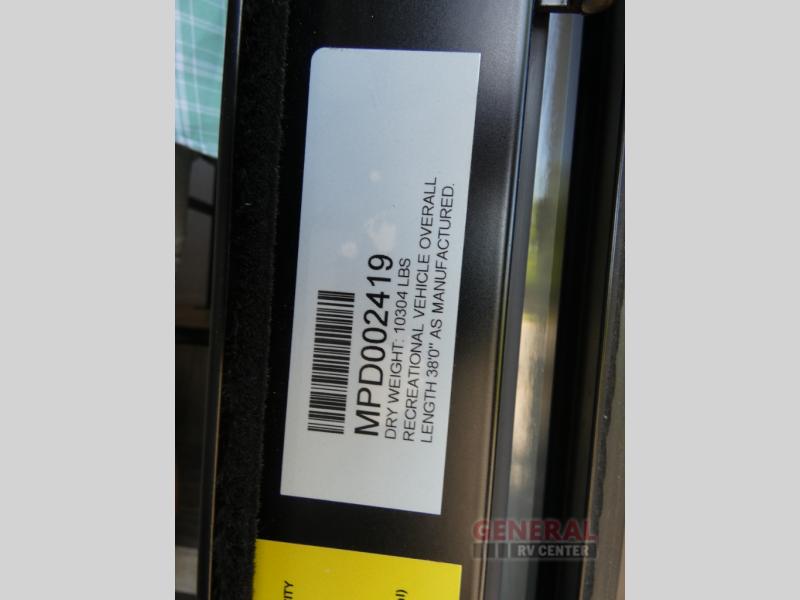 MPD002419
DRY WEIGHT: 10304 LBS
RECREATIONAL VEHICLE OVERALL
LENGTH 38'0" AS MANUFACTURED.
GENERAL
RV CENTER